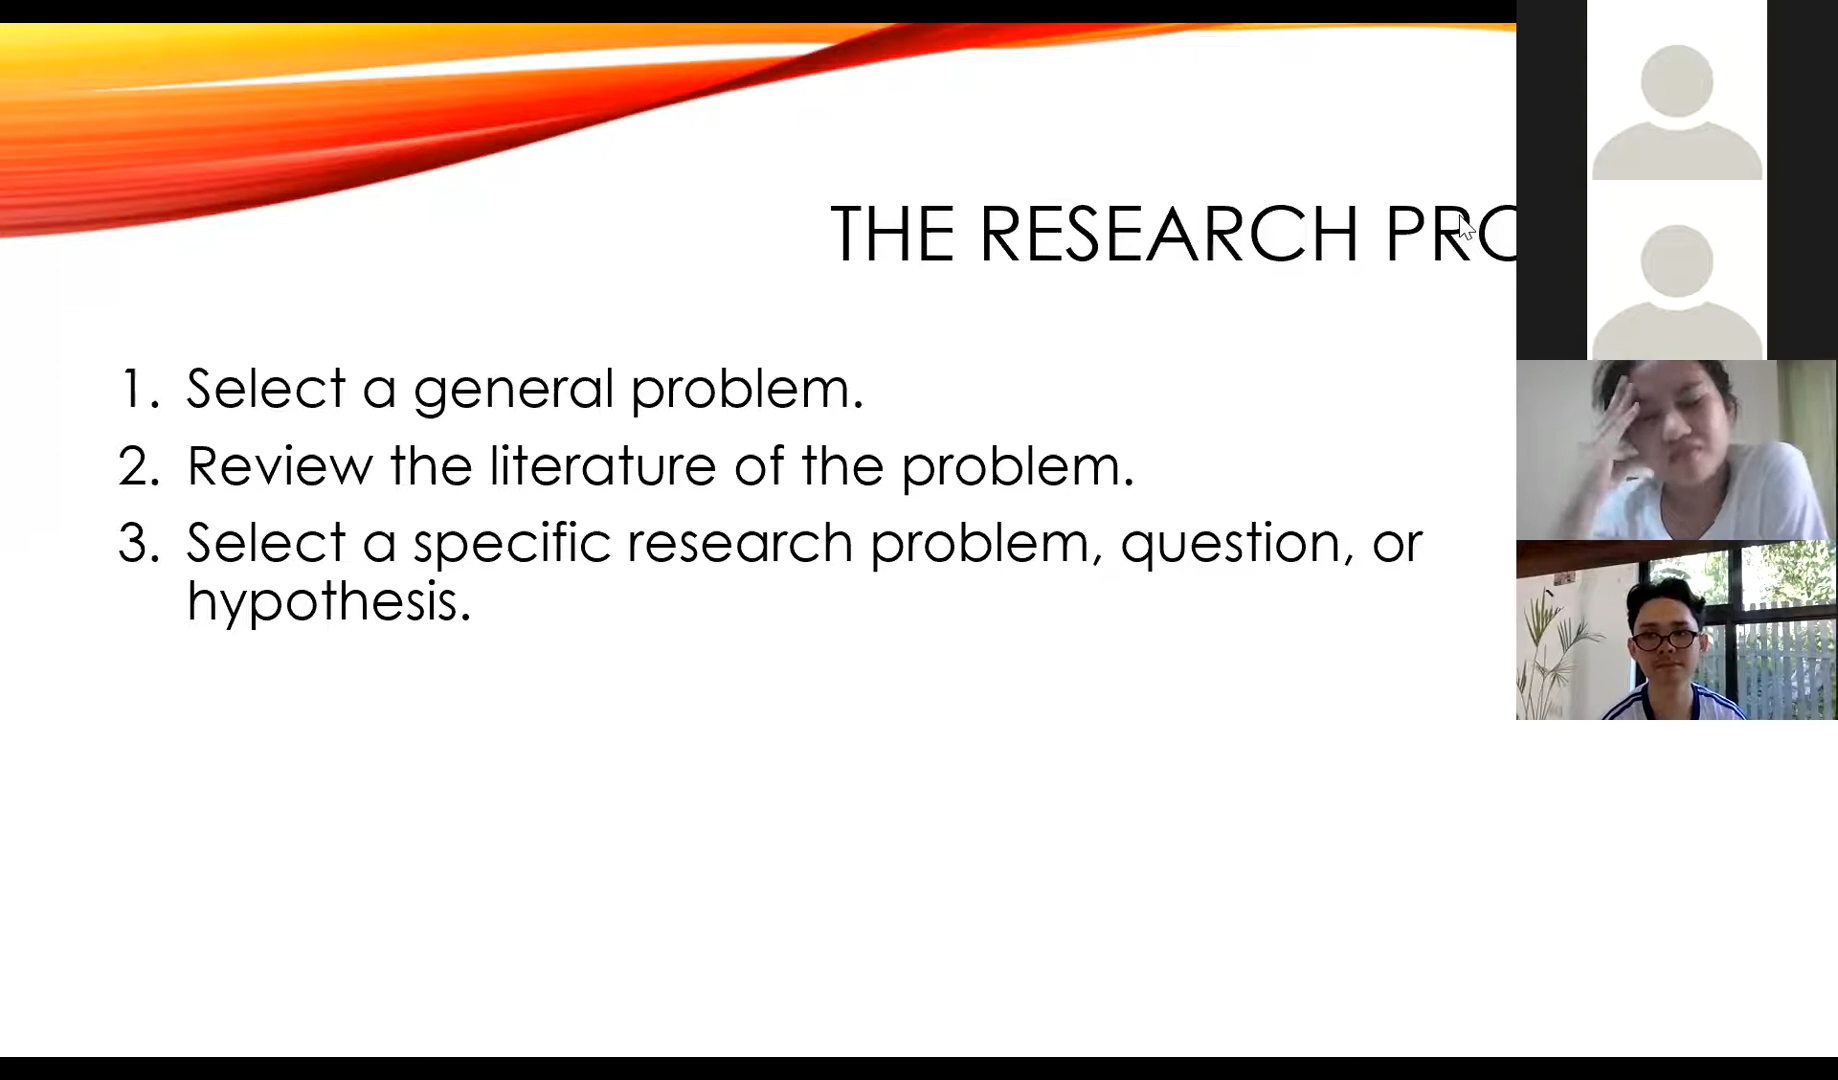 THE RESEARCH PRO
1. Select a general problem.
2. Review the literature of the problem.
3. Select a specific research problem, question, or
hypothesis.